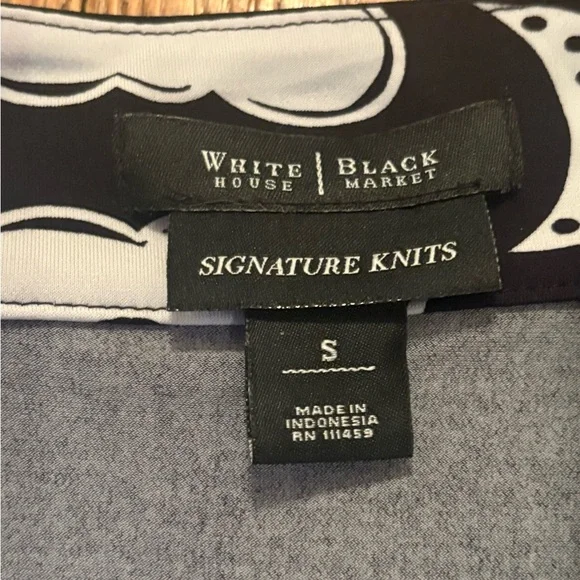 WHITE HOUSE | BLACK MARKET
SIGNATURE KNITS
S
MADE IN
INDONESIA
RN 111459